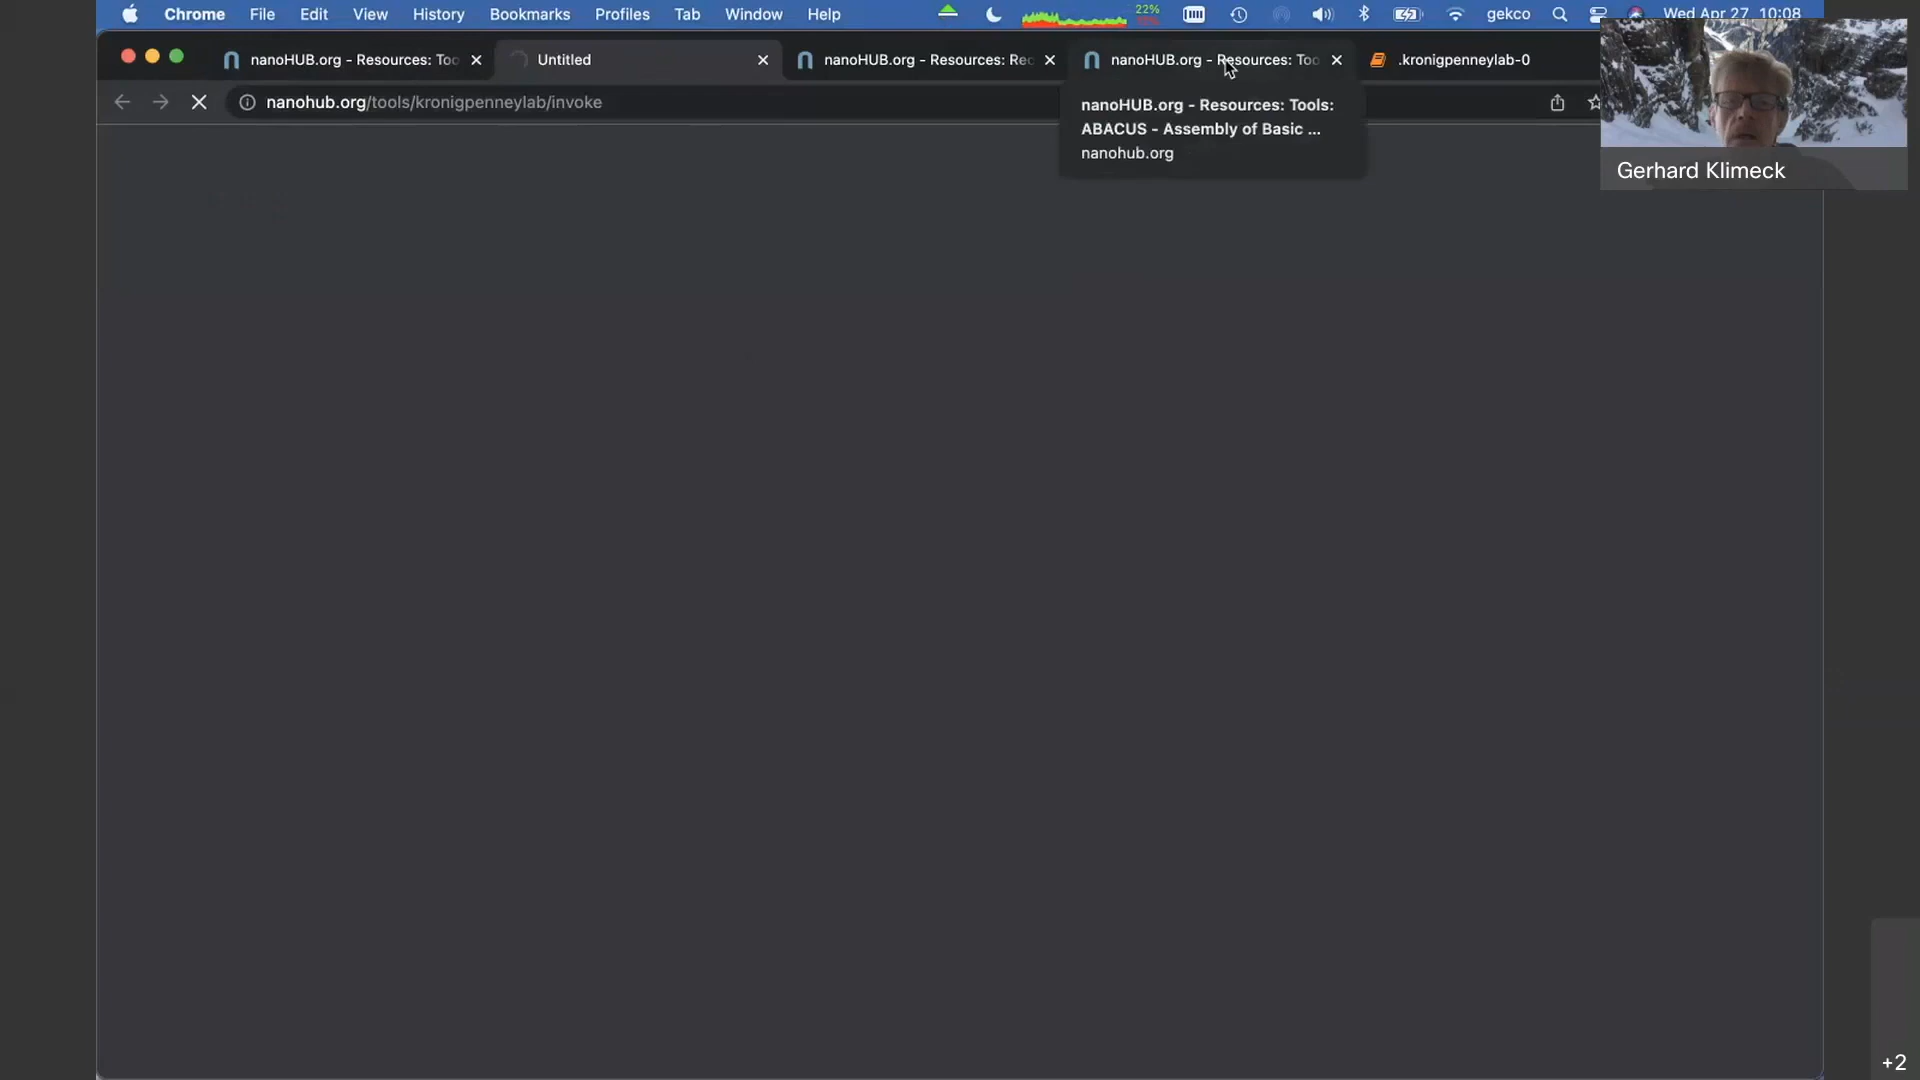 Chrome File Edit View History Bookmarks Profiles Tab Window Help 22% gekco Wed Apr 27 10:08
nanoHUB.org - Resources: Too Untitled nanoHUB.org - Resources: Rec nanoHUB.org - Resources: Too .kronigpenneylab-0
nanohub.org/tools/kronigpenneylab/invoke
nanoHUB.org - Resources: Tools:
ABACUS - Assembly of Basic ...
nanohub.org
Gerhard Klimeck
+2